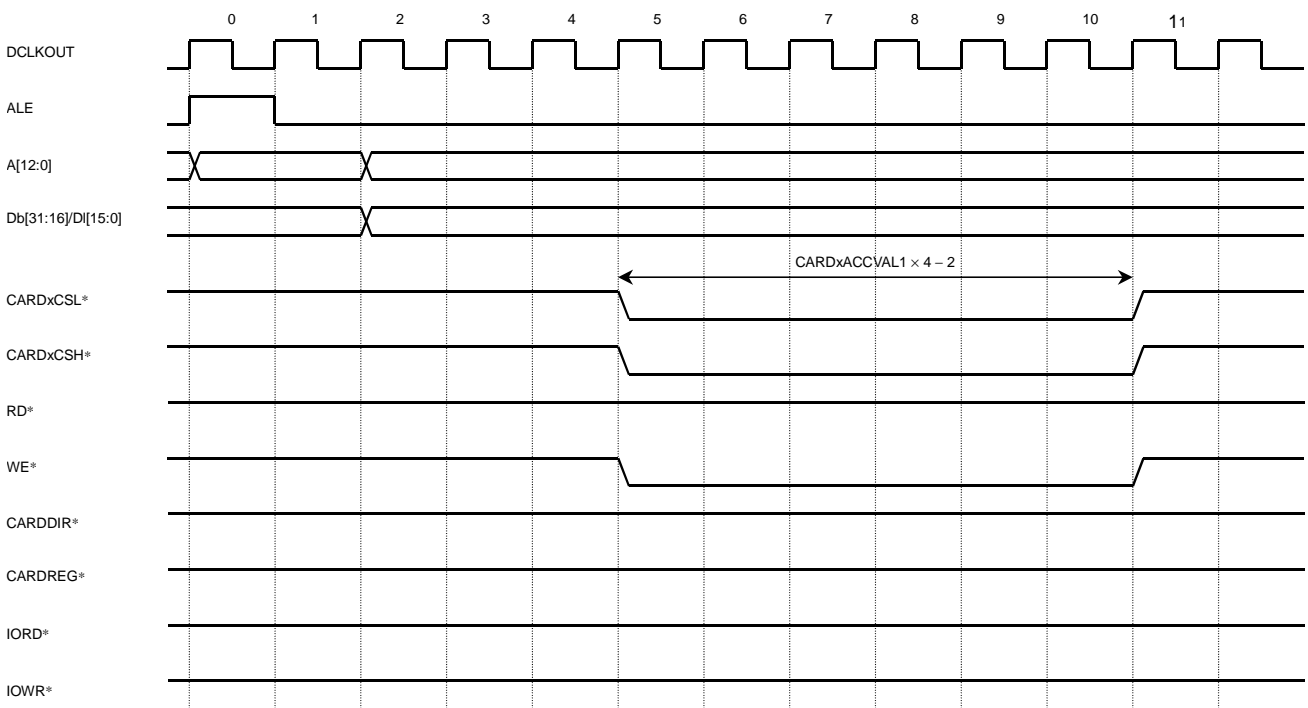 0 1 2 3 4 5 6 7 8 9 10 11
DCLKOUT
ALE
A[12:0]
Db[31:16]/Dl[15:0]
CARDxACCVAL1 × 4 – 2
CARDxCSL*
CARDxCSH*
RD*
WE*
CARDDIR*
CARDREG*
IORD*
IOWR*